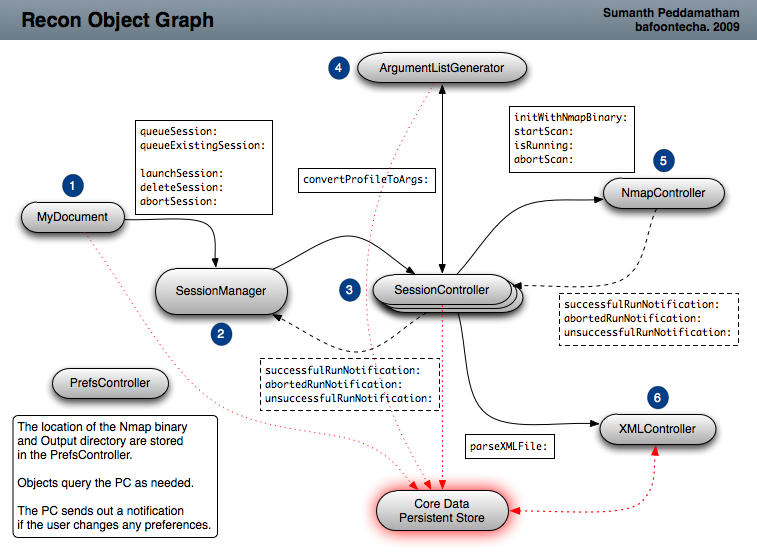 Recon Object Graph
Sumanth Peddamatham
bafoontecha. 2009
4
ArgumentListGenerator
queueSession:
queueExistingSession:
launchSession:
deleteSession:
abortSession:
initWithNmapBinary:
startScan:
isRunning:
abortScan:
convertProfileToArgs:
1
MyDocument
5
NmapController
SessionManager
2
3
SessionController
successfulRunNotification:
abortedRunNotification:
unsuccessfulRunNotification:
successfulRunNotification:
abortedRunNotification:
unsuccessfulRunNotification:
PrefsController
The location of the Nmap binary
and Output directory are stored
in the PrefsController.
Objects query the PC as needed.
The PC sends out a notification
if the user changes any preferences.
6
XMLController
parseXMLFile:
Core Data
Persistent Store